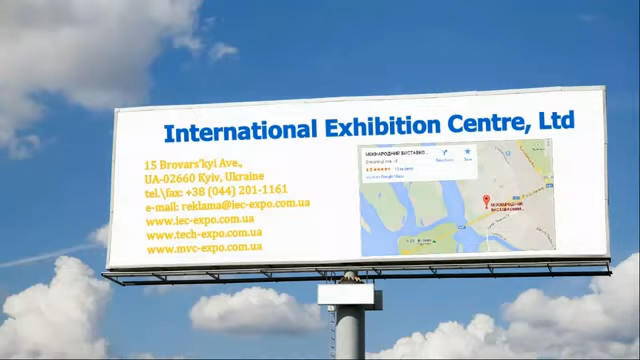 International Exhibition Centre, Ltd
15 Brovars'kyi Ave.,
UA-02660 Kyiv, Ukraine
tel.\fax: +38 (044) 201-1161
e-mail: reklama@iec-expo.com.ua
www.iec-expo.com.ua
www.tech-expo.com.ua
www.mvc-expo.com.ua
МІЖНАРОДНИЙ ВИСТАВКО...
МІЖНАРОДНИЙ
ВИСТАВКОВИЙ...